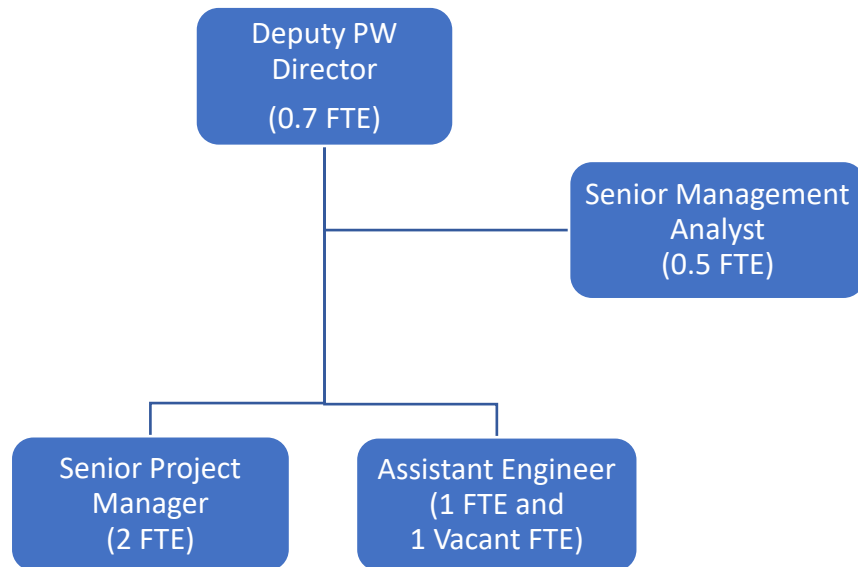 Deputy PW
Director
(0.7 FTE)
Senior Management
Analyst
(0.5 FTE)
Senior Project
Manager
(2 FTE)
Assistant Engineer
(1 FTE and
1 Vacant FTE)